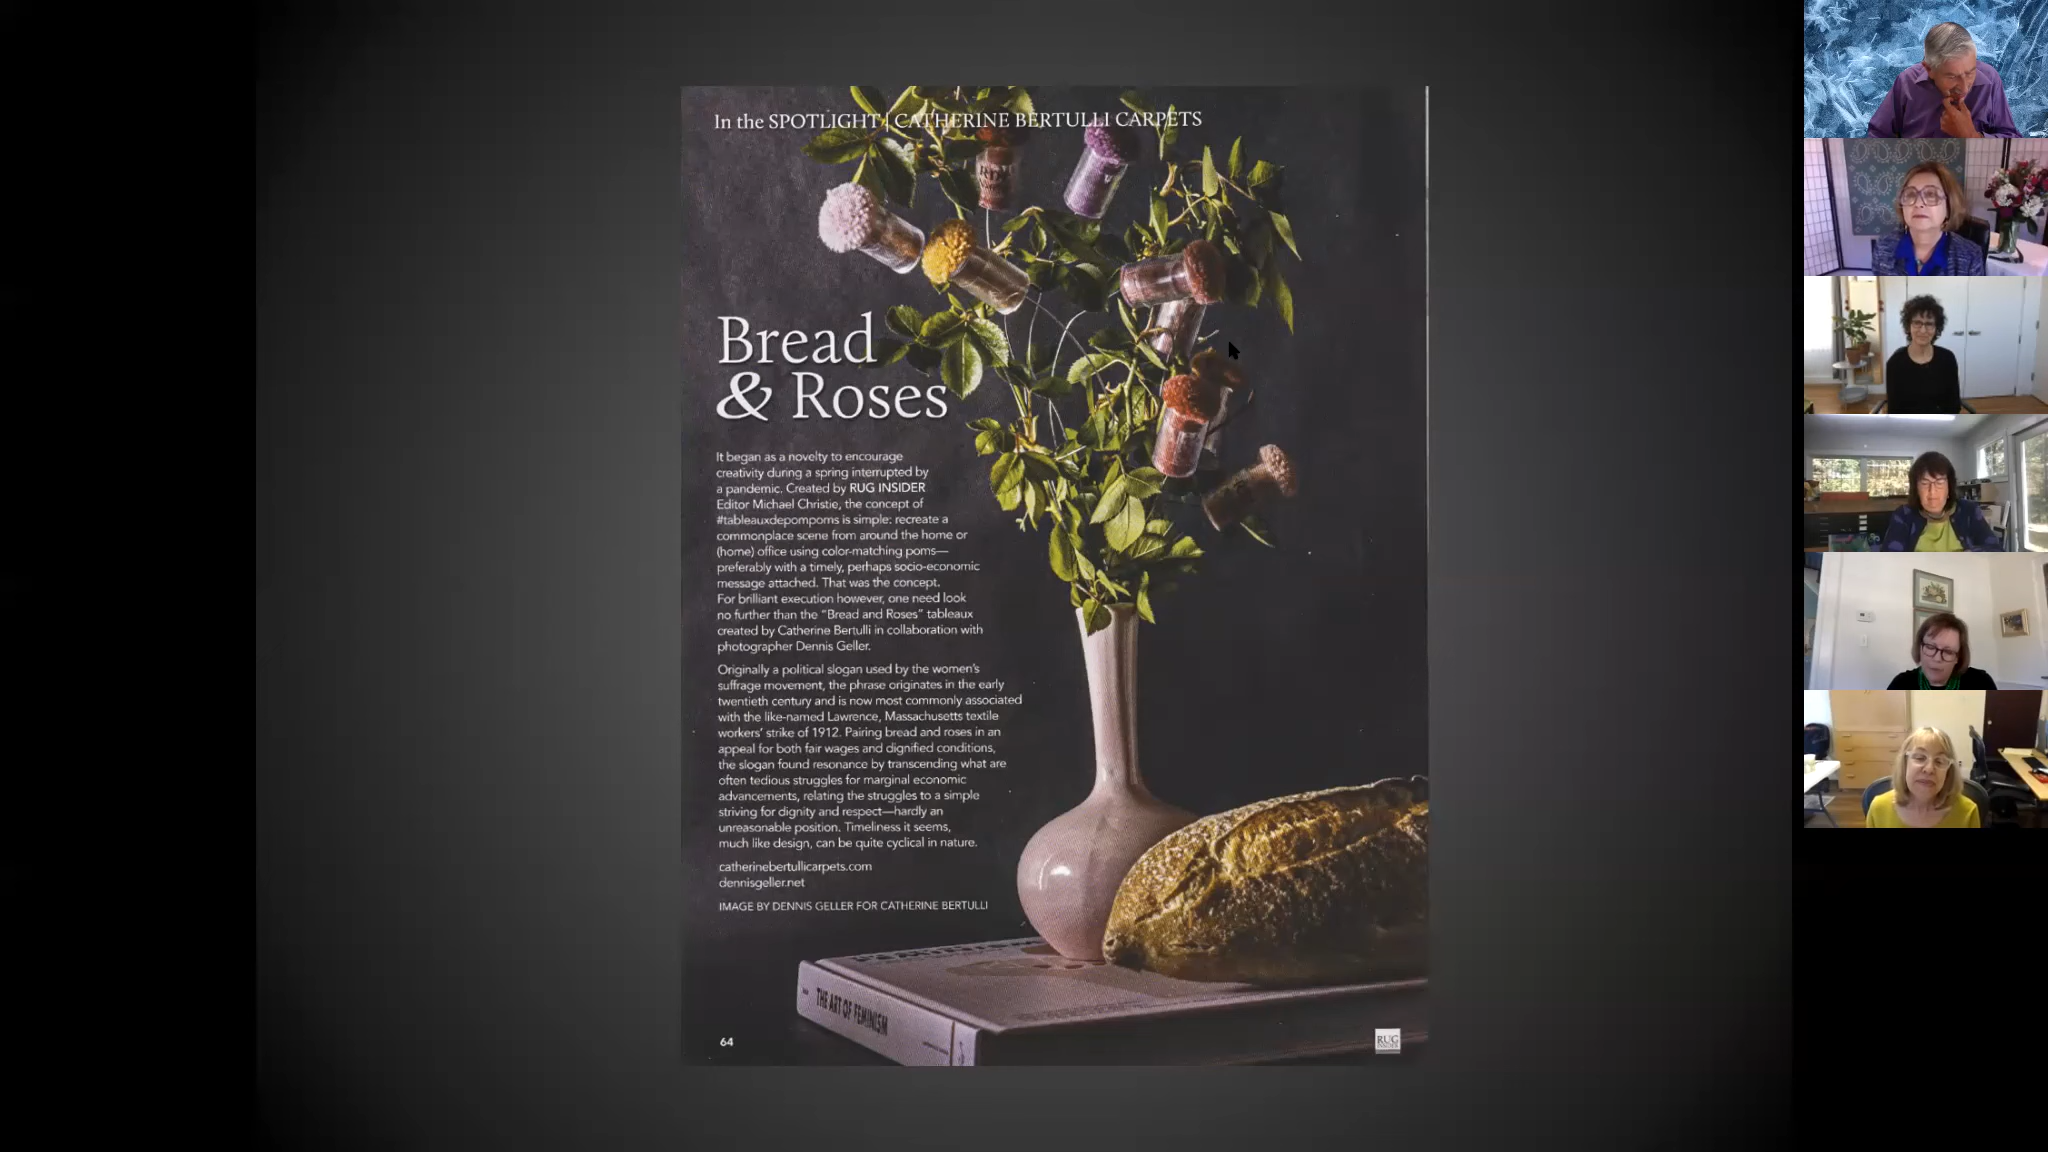 In the SPOTLIGHT | CATHERINE BERTULLI CARPETS
Bread
& Roses
It began as a novelty to encourage
creativity during a spring interrupted by
a pandemic. Created by RUG INSIDER
Editor Michael Christie, the concept of
#tableauxdepompoms is simple: recreate a
commonplace scene from around the home or
(home) office using color-matching poms—
preferably with a timely, perhaps socio-economic
message attached. That was the concept.
For brilliant execution however, one need look
no further than the “Bread and Roses” tableaux
created by Catherine Bertulli in collaboration with
photographer Dennis Geller.
Originally a political slogan used by the women's
suffrage movement, the phrase originates in the early
twentieth century and is now most commonly associated
with the like-named Lawrence, Massachusetts textile
workers' strike of 1912. Pairing bread and roses in an
appeal for both fair wages and dignified conditions,
the slogan found resonance by transcending what are
often tedious struggles for marginal economic
advancements, relating the struggles to a simple
striving for dignity and respect—hardly an
unreasonable position. Timeliness it seems,
much like design, can be quite cyclical in nature.
catherinebertullicarpets.com
dennisgeller.net
IMAGE BY DENNIS GELLER FOR CATHERINE BERTULLI
THE ART OF FEMINISM
64
RUG
INSIDER